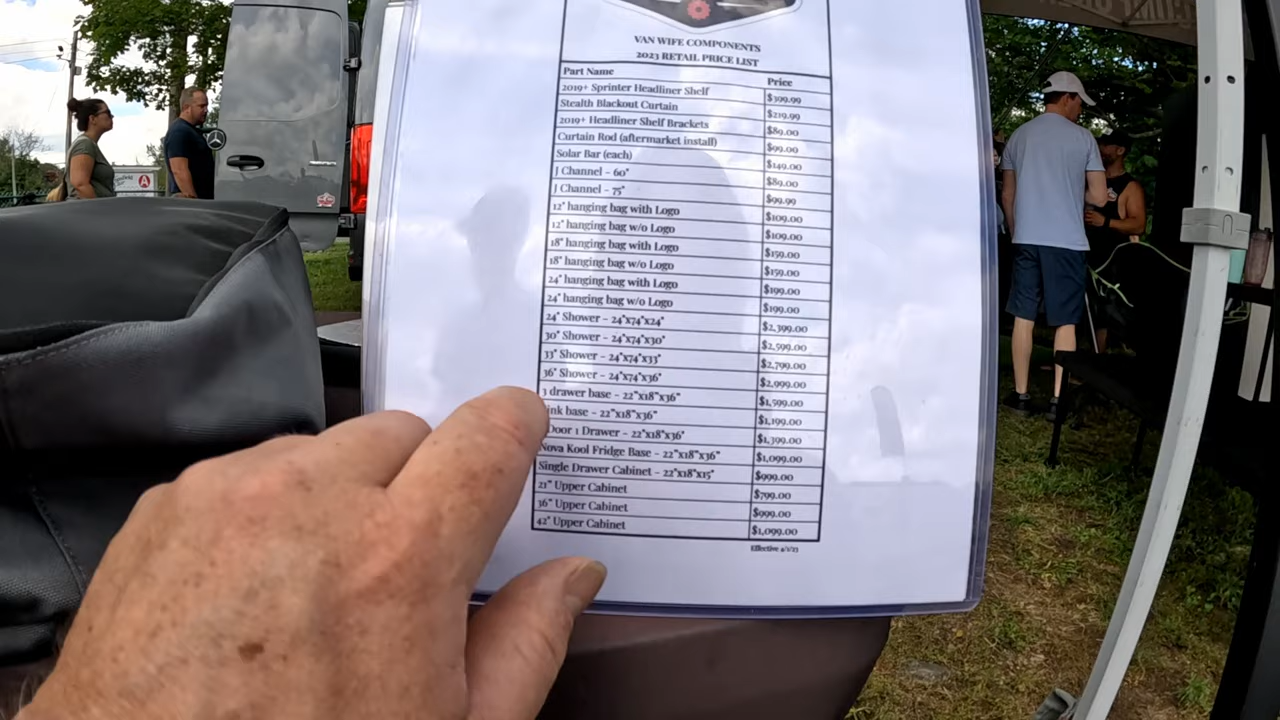 VAN WIFE COMPONENTS
2023 RETAIL PRICE LIST
Part Name Price
2019+ Sprinter Headliner Shelf $399.99
Stealth Blackout Curtain $219.99
2019+ Headliner Shelf Brackets $89.00
Curtain Rod (aftermarket install) $99.00
Solar Bar (each) $149.00
J Channel - 60" $89.00
J Channel - 75" $99.99
12" hanging bag with Logo $109.00
12" hanging bag w/o Logo $109.00
18" hanging bag with Logo $159.00
18" hanging bag w/o Logo $159.00
24" hanging bag with Logo $199.00
24" hanging bag w/o Logo $199.00
24" Shower - 24"x74"x24" $2,399.00
30" Shower - 24"x74"x30" $2,599.00
33" Shower - 24"x74"x33" $2,799.00
36" Shower - 24"x74"x36" $2,999.00
3 drawer base - 22"x18"x36" $1,599.00
ink base - 22"x18"x36" $1,199.00
Door 1 Drawer - 22"x18"x36" $1,399.00
Nova Kool Fridge Base - 22"x18"x36" $1,099.00
Single Drawer Cabinet - 22"x18"x15" $999.00
21" Upper Cabinet $799.00
36" Upper Cabinet $999.00
42" Upper Cabinet $1,099.00